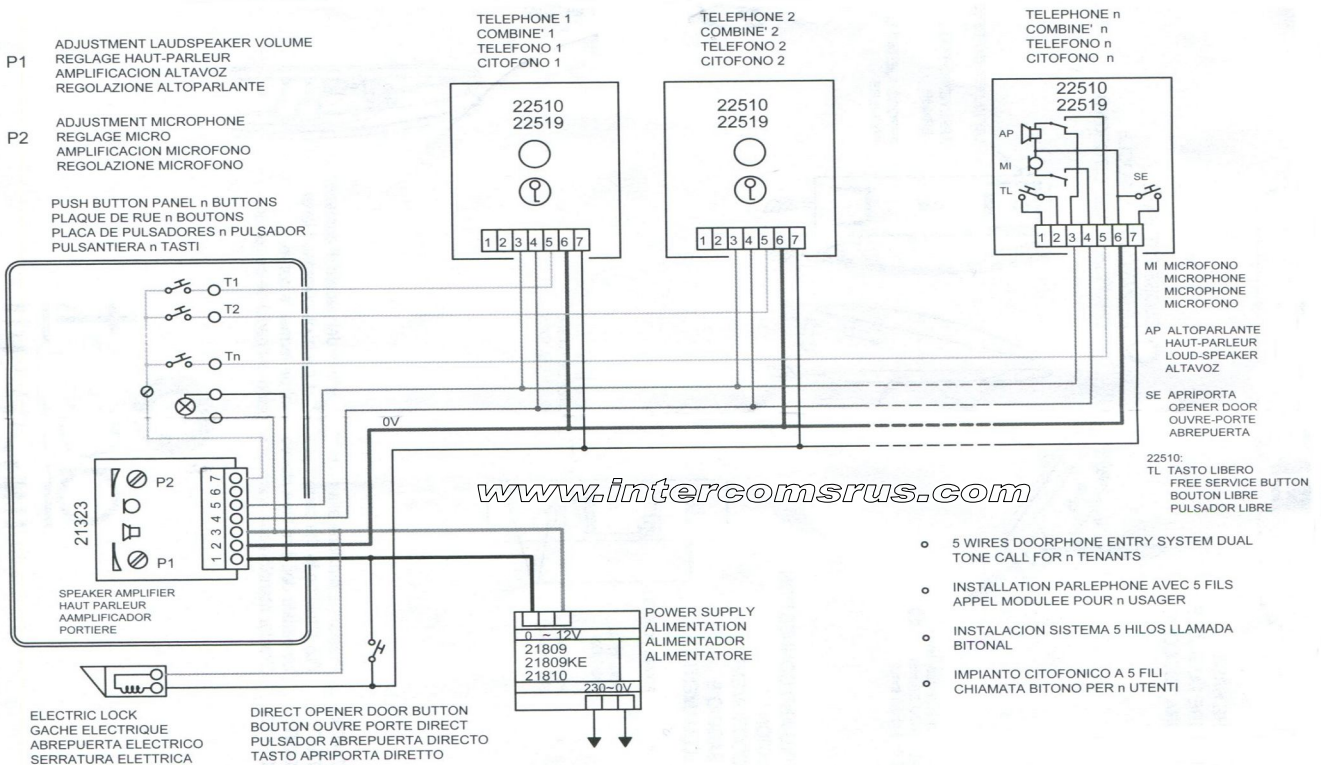 P1
ADJUSTMENT LAUDSPEAKER VOLUME
REGLAGE HAUT-PARLEUR
AMPLIFICACION ALTAVOZ
REGOLAZIONE ALTOPARLANTE
P2
ADJUSTMENT MICROPHONE
REGLAGE MICRO
AMPLIFICACION MICROFONO
REGOLAZIONE MICROFONO
PUSH BUTTON PANEL n BUTTONS
PLAQUE DE RUE n BOUTONS
PLACA DE PULSADORES n PULSADOR
PULSANTIERA n TASTI
TELEPHONE 1
COMBINE' 1
TELEFONO 1
CITOFONO 1
22510
22519
1 2 3 4 5 6 7
TELEPHONE 2
COMBINE' 2
TELEFONO 2
CITOFONO 2
22510
22519
1 2 3 4 5 6 7
TELEPHONE n
COMBINE' n
TELEFONO n
CITOFONO n
22510
22519
AP
MI
TL
SE
1 2 3 4 5 6 7
T1
T2
Tn
0V
MI MICROFONO
MICROPHONE
MICROPHONE
MICROFONO
AP ALTOPARLANTE
HAUT-PARLEUR
LOUD-SPEAKER
ALTAVOZ
SE APRIPORTA
OPENER DOOR
OUVRE-PORTE
ABREPUERTA
22510:
TL TASTO LIBERO
FREE SERVICE BUTTON
BOUTON LIBRE
PULSADOR LIBRE
www.intercomsrus.com
21323
P2
P1
1 2 3 4 5 6 7
SPEAKER AMPLIFIER
HAUT PARLEUR
AAMPLIFICADOR
PORTIERE
0 ~ 12V
21809
21809KE
21810
230~0V
POWER SUPPLY
ALIMENTATION
ALIMENTADOR
ALIMENTATORE
5 WIRES DOORPHONE ENTRY SYSTEM DUAL
TONE CALL FOR n TENANTS
INSTALLATION PARLEPHONE AVEC 5 FILS
APPEL MODULEE POUR n USAGER
INSTALACION SISTEMA 5 HILOS LLAMADA
BITONAL
IMPIANTO CITOFONICO A 5 FILI
CHIAMATA BITONO PER n UTENTI
ELECTRIC LOCK
GACHE ELECTRIQUE
ABREPUERTA ELECTRICO
SERRATURA ELETTRICA
DIRECT OPENER DOOR BUTTON
BOUTON OUVRE PORTE DIRECT
PULSADOR ABREPUERTA DIRECTO
TASTO APRIPORTA DIRETTO